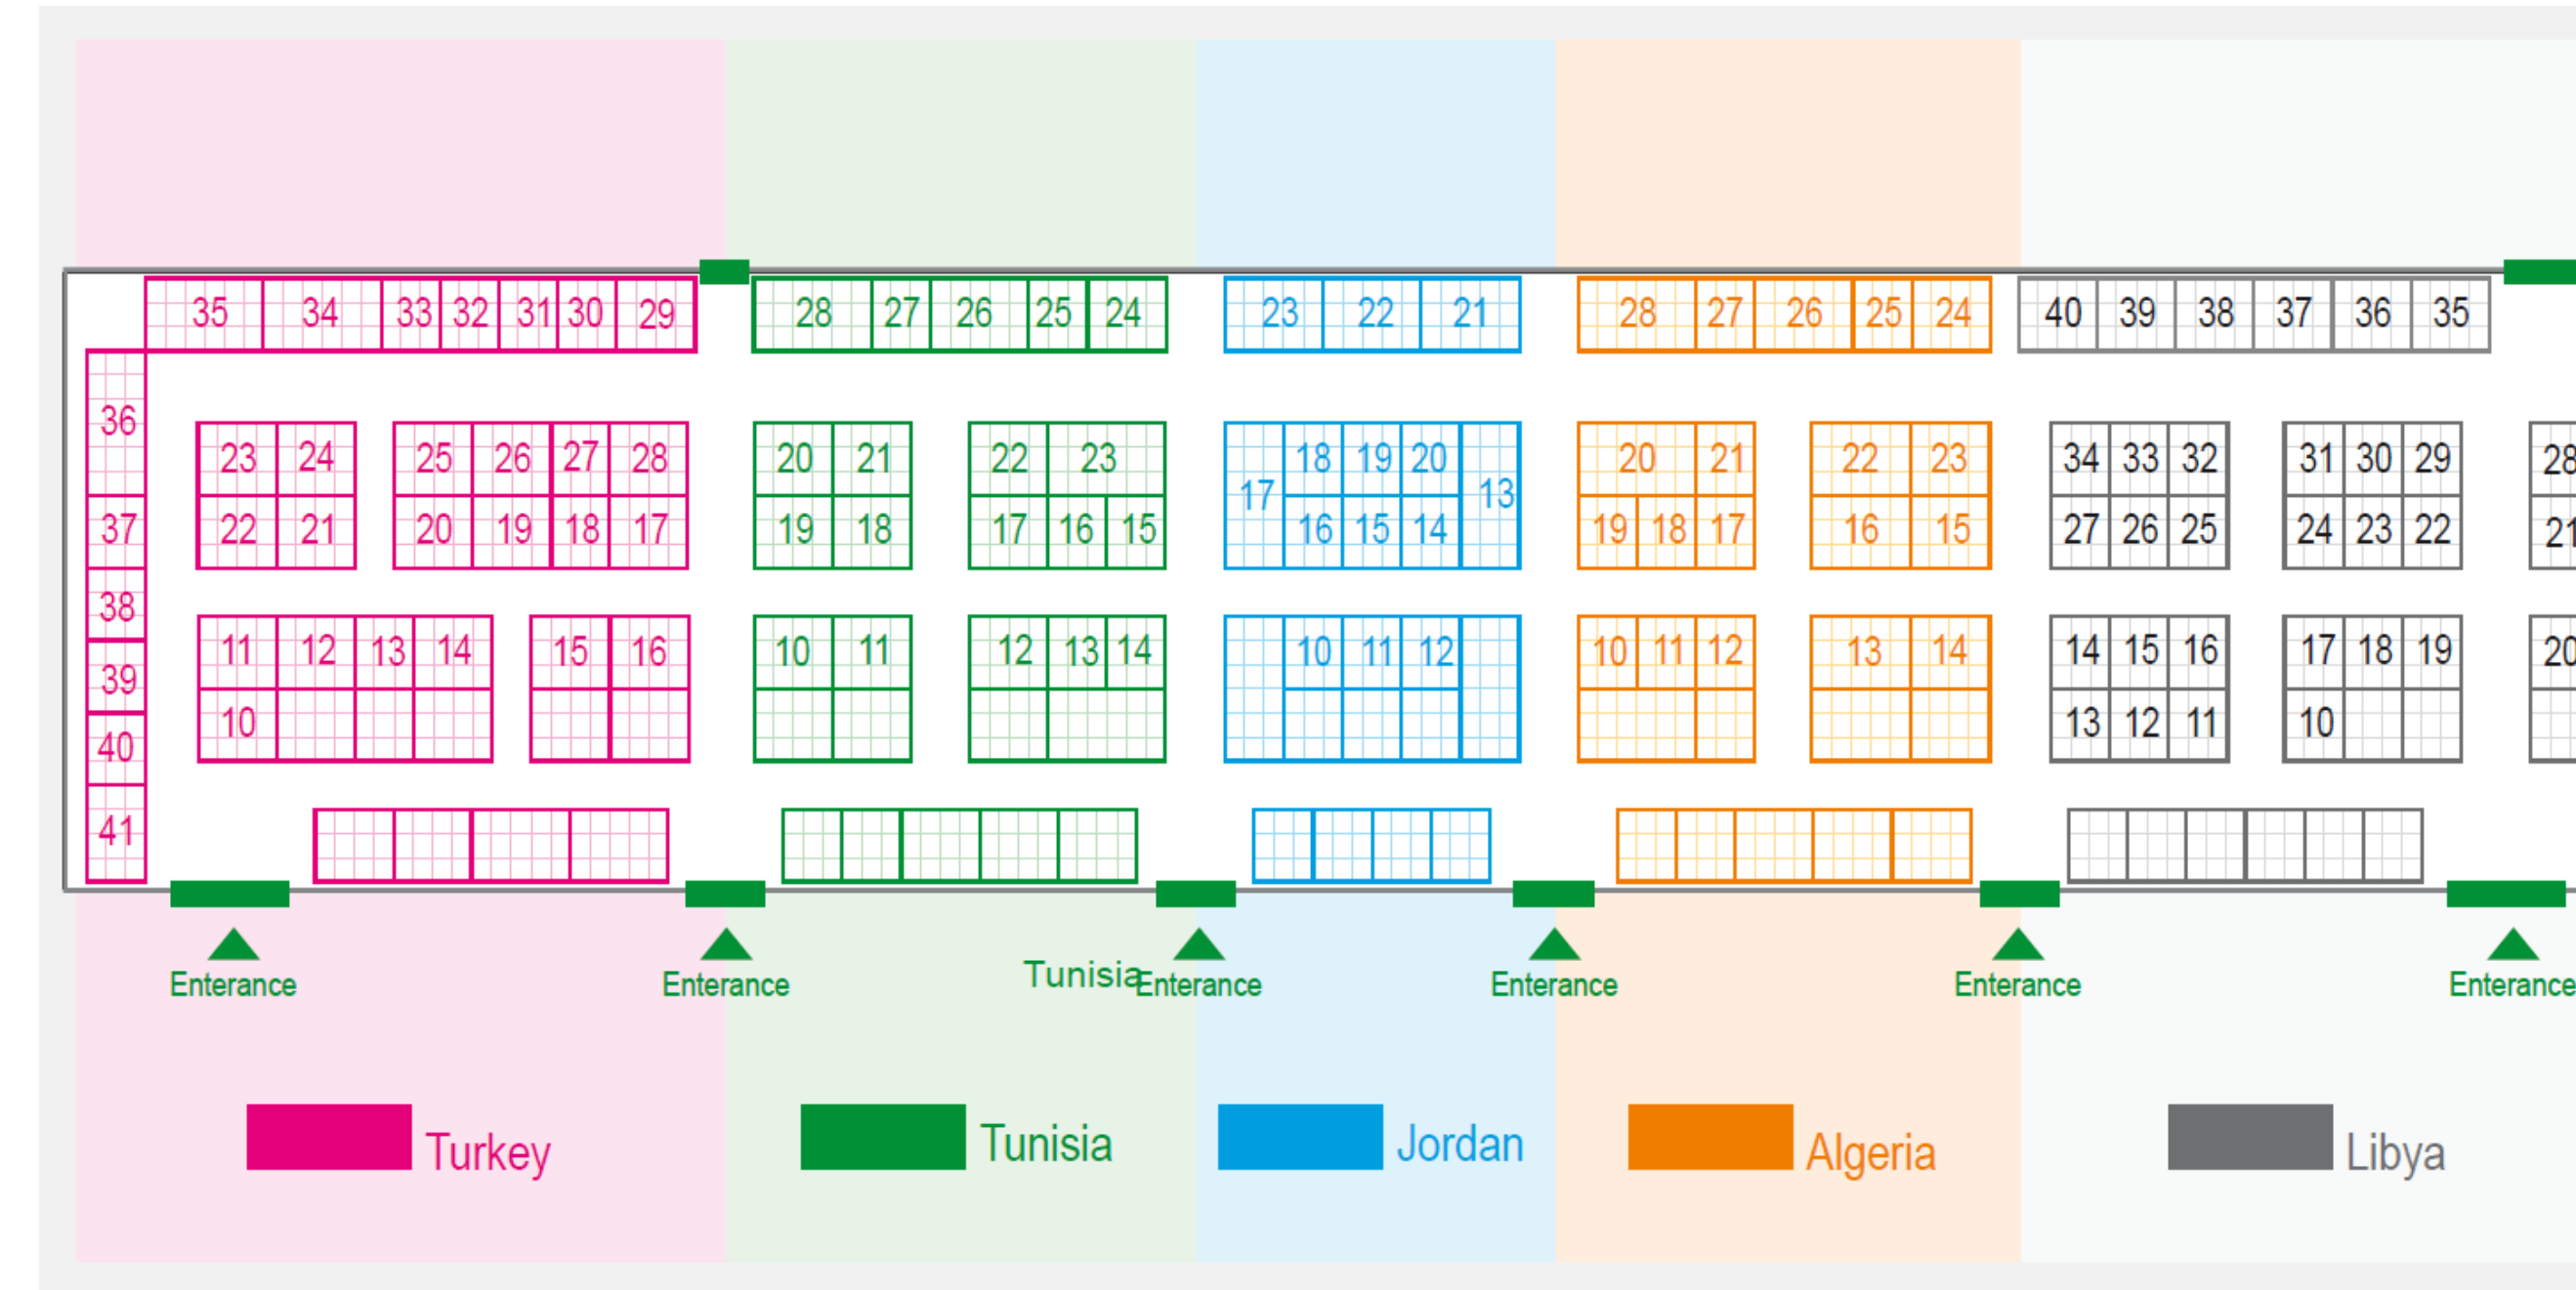 35 34 33 32 31 30 29 28 27 26 25 24 23 22 21 28 27 26 25 24 40 39 38 37 36 35
36
23 24 25 26 27 28 20 21 22 23 17 18 19 20 13 20 21 22 23 34 33 32 31 30 29 28
37 22 21 20 19 18 17 19 18 17 16 15 16 15 14 19 18 17 16 15 27 26 25 24 23 22 21
38
11 12 13 14 15 16 10 11 12 13 14 10 11 12 10 11 12 13 14 14 15 16 17 18 19 20
39
10 13 12 11 10
40
41
Tunisia
Enterance Enterance Enterance Enterance Enterance Enterance
Turkey Tunisia Jordan Algeria Libya